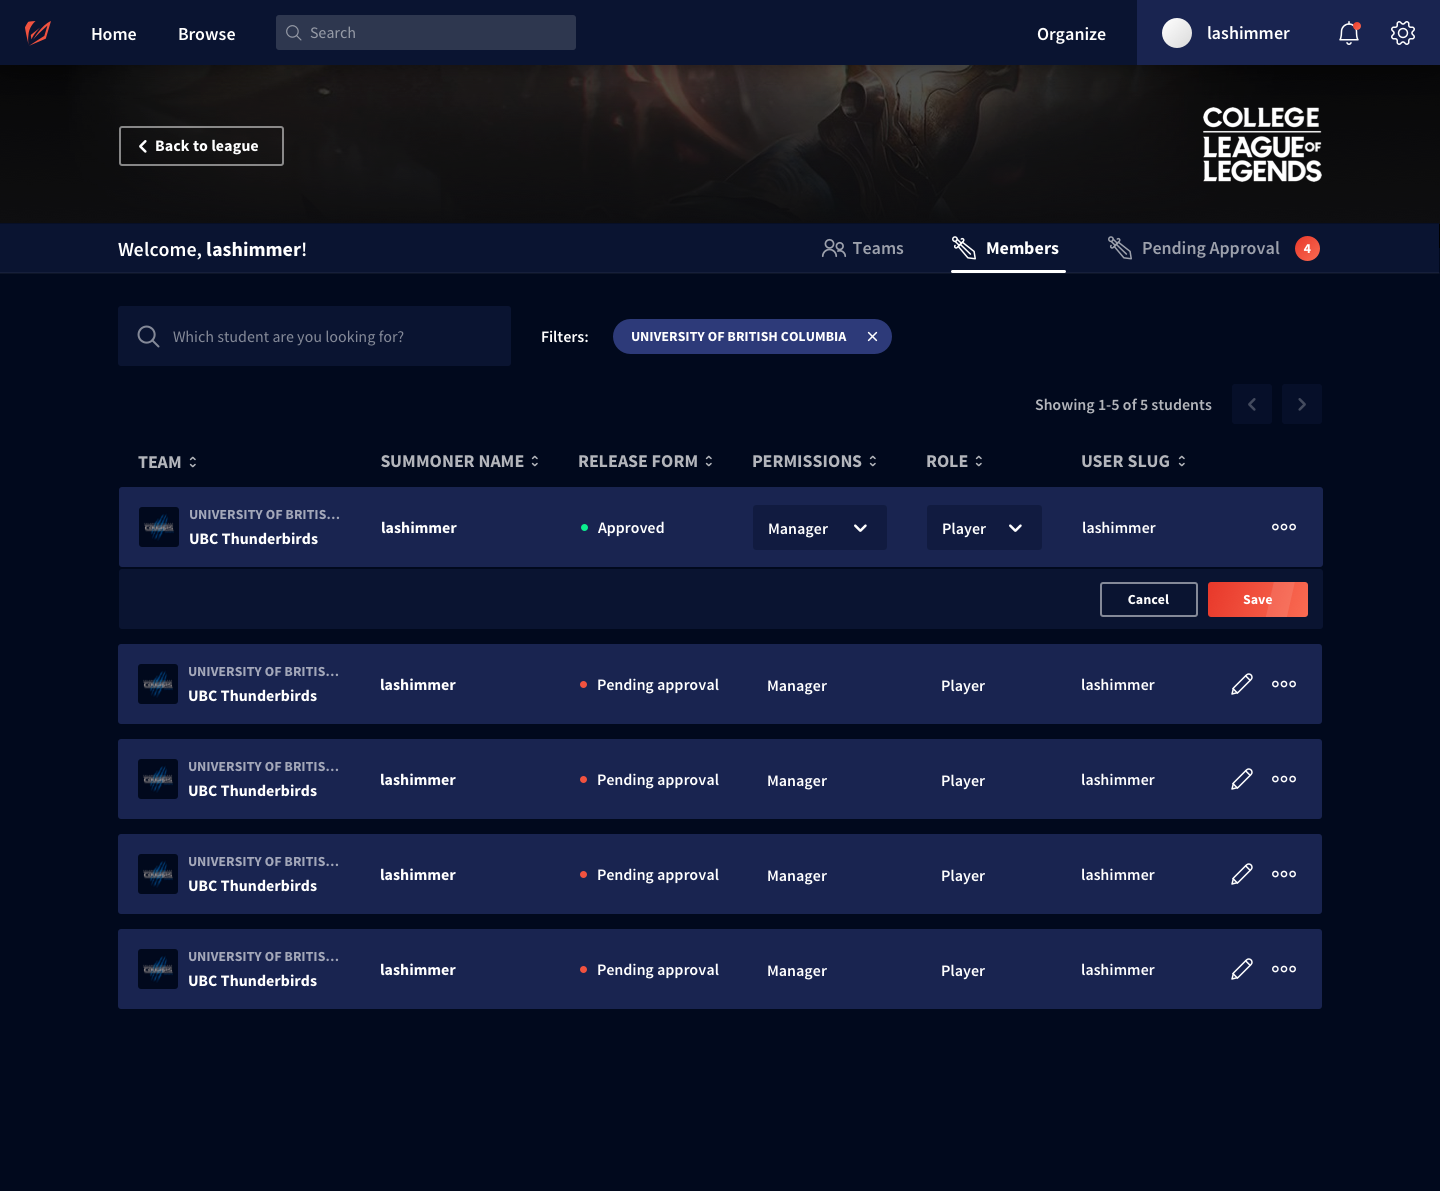 Home
Browse
Search
Organize
lashimmer
Back to league
COLLEGE
LEAGUE OF
LEGENDS
Welcome, lashimmer!
Teams
Members
Pending Approval
4
Which student are you looking for?
Filters:
UNIVERSITY OF BRITISH COLUMBIA
Showing 1-5 of 5 students
TEAM
SUMMONER NAME
RELEASE FORM
PERMISSIONS
ROLE
USER SLUG
UNIVERSITY OF BRITIS...
UBC Thunderbirds
lashimmer
Approved
Manager
Player
lashimmer
Cancel
Save
UNIVERSITY OF BRITIS...
UBC Thunderbirds
lashimmer
Pending approval
Manager
Player
lashimmer
UNIVERSITY OF BRITIS...
UBC Thunderbirds
lashimmer
Pending approval
Manager
Player
lashimmer
UNIVERSITY OF BRITIS...
UBC Thunderbirds
lashimmer
Pending approval
Manager
Player
lashimmer
UNIVERSITY OF BRITIS...
UBC Thunderbirds
lashimmer
Pending approval
Manager
Player
lashimmer